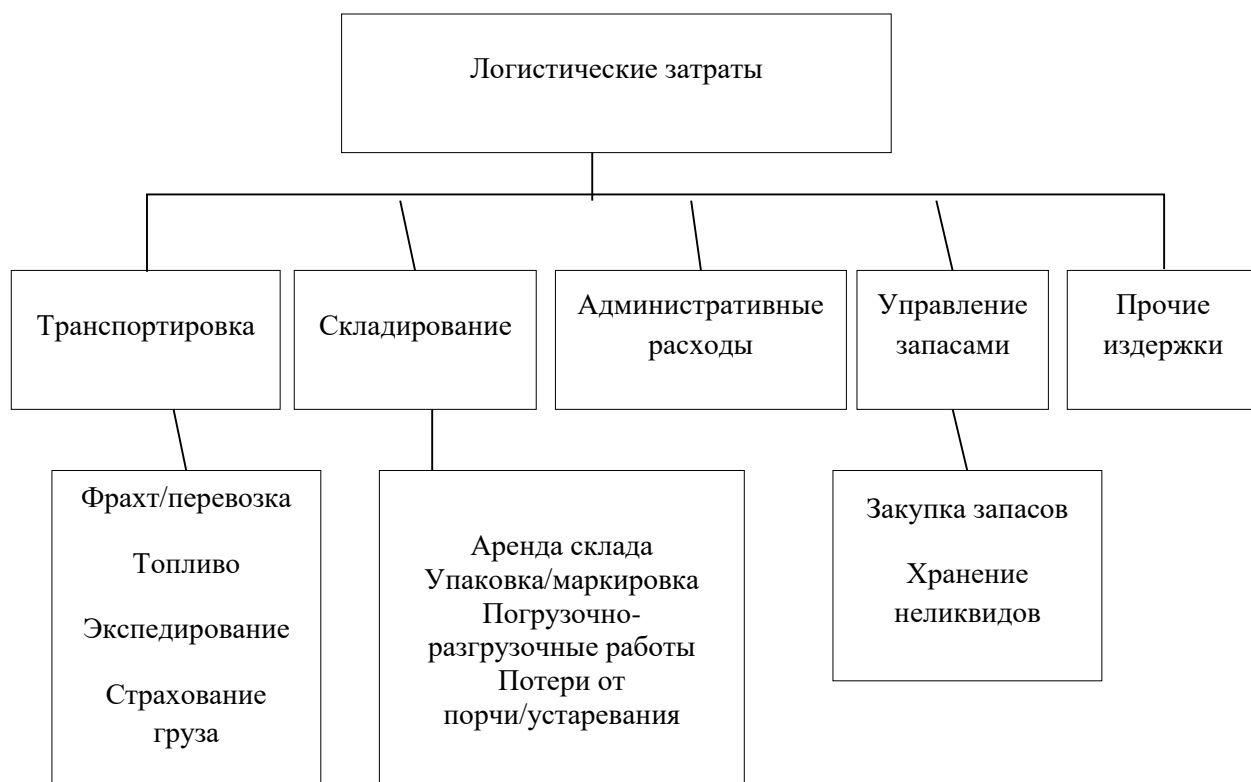 Логистические затраты
Транспортировка
Складирование
Административные
расходы
Управление
запасами
Прочие
издержки
Фрахт/перевозка
Топливо
Экспедирование
Страхование
груза
Аренда склада
Упаковка/маркировка
Погрузочно-
разгрузочные работы
Потери от
порчи/устаревания
Закупка запасов
Хранение
неликвидов